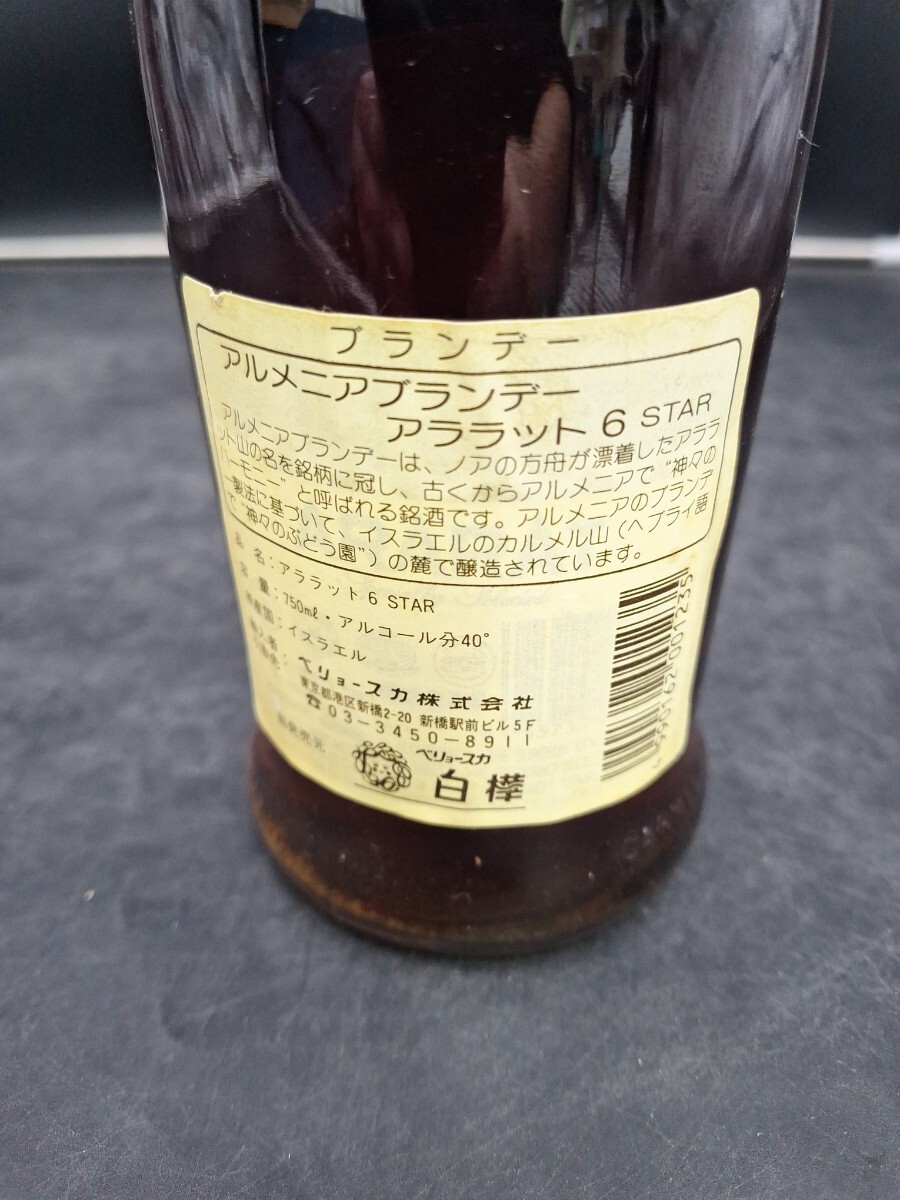 ブランデー
アルメニアブランデー
アララット 6 STAR
アルメニアブランデーは、ノアの方舟が漂着したアララ
ット山の名を銘柄に冠し、古くからアルメニアで“神々の
ハーモニー”と呼ばれる銘酒です。アルメニアのブランデ
ー製法に基づいて、イスラエルのカルメル山（ヘブライ語
で“神々のぶどう園”）の麓で醸造されています。
品 名：アララット 6 STAR
容 量：750mℓ・アルコール分40°
原産国：イスラエル
輸入者
引取先：ベリョースカ株式会社
東京都港区新橋2-20 新橋駅前ビル5F
☎03-3450-8911
総発売元
ベリョースカ
白樺
4 990162 001235